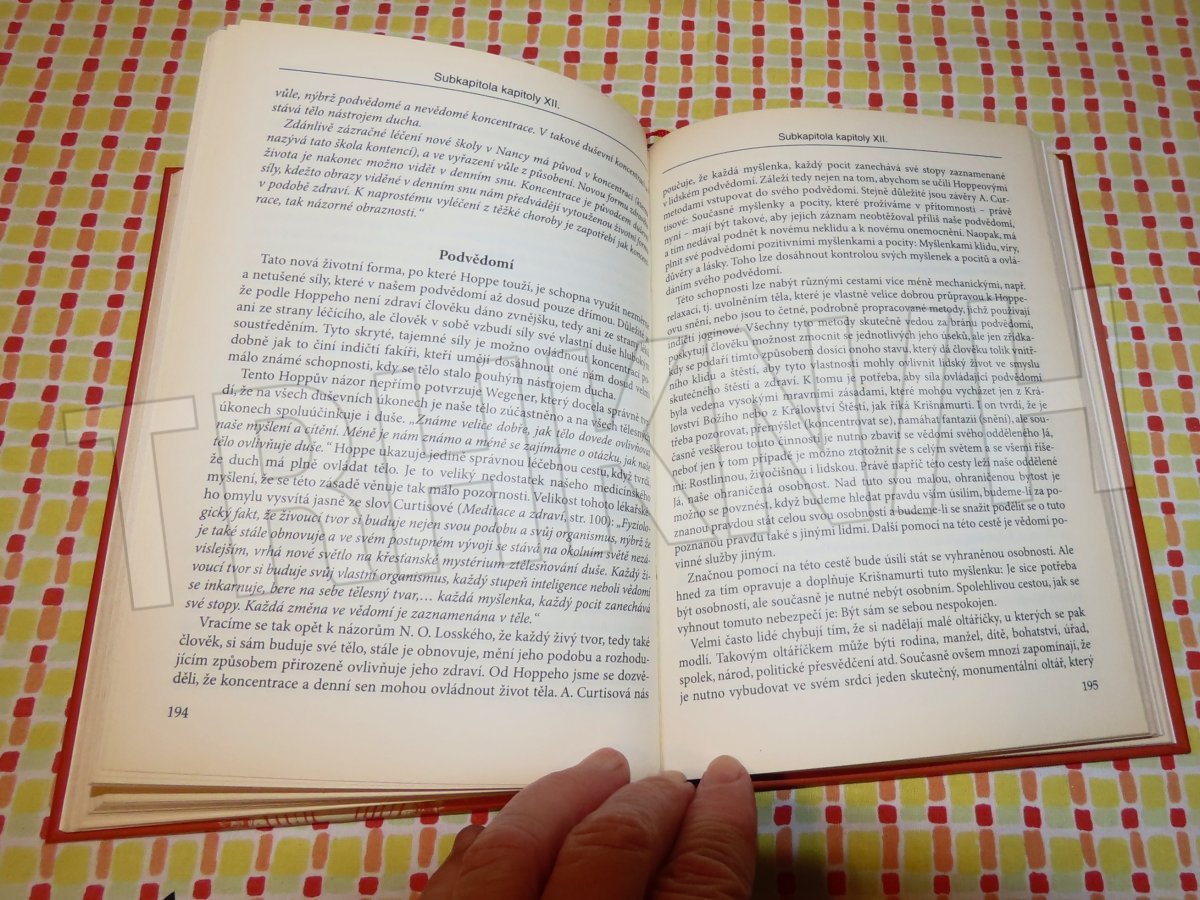 Subkapitola kapitoly XII.
vůle, nýbrž podvědomé a nevědomé koncentrace. V takové duševní koncentraci
stává tělo nástrojem ducha.
Zdánlivě zázračné léčení nové školy v Nancy má původ v koncentraci
nazývá tato škola kontencí), a ve vyřazení vůle z působení. Novou formu
života je nakonec možno vidět v denním snu. Koncentrace je původcem duševní
síly, kdežto obrazy viděné v denním snu nám předvádějí vytouženou životní formu
v podobě zdraví. K naprostému vyléčení z těžké choroby je zapotřebí jak
race, tak názorné obraznosti.“
Podvědomí
Tato nová životní forma, po které Hoppe touží, je schopna využít nezměrné
a netušené síly, které v našem podvědomí až dosud pouze dřímou. Důležité
že podle Hoppeho není zdraví člověku dáno zvnějšku, tedy ani ze strany
ani ze strany léčícího, ale člověk v sobě vzbudí síly své vlastní duše hlubokým
soustředěním. Tyto skryté, tajemné síly je možno ovládnout koncentrací
dobně jak to činí indičtí fakíři, kteří umějí dosáhnout oné nám dosud velmi
málo známé schopnosti, kdy se tělo stalo pouhým nástrojem ducha.
Tento Hoppův názor nepřímo potvrzuje Wegener, který docela správně tvr-
dí, že na všech duševních úkonech je naše tělo zúčastněno a na všech tělesných
úkonech spoluúčinkuje i duše. „Známe velice dobře, jak tělo dovede ovlivňovat
naše myšlení a cítění. Méně je nám známo a méně se zajímáme o otázku, jak naše
tělo ovlivňuje duše.“ Hoppe ukazuje jedině správnou léčebnou cestu, když tvrdí,
že duch má plně ovládat tělo. Je to veliký nedostatek našeho medicínského
myšlení, že se této zásadě věnuje tak málo pozornosti. Velikost tohoto lékařské-
ho omylu vysvítá jasně ze slov Curtisové (Meditace a zdraví, str. 100): „Fyziolo-
gický fakt, že živoucí tvor si buduje nejen svou podobu a svůj organismus, nýbrž že
je také stále obnovuje a ve svém postupném vývoji se stává na okolním světě nezá-
vislejším, vrhá nové světlo na křesťanské mystérium ztělesňování duše. Každý ži-
voucí tvor si buduje svůj vlastní organismus, každý stupeň inteligence neboli vědomí
se inkarnuje, bere na sebe tělesný tvar,... každá myšlenka, každý pocit zanechává
své stopy. Každá změna ve vědomí je zaznamenána v těle.“
Vracíme se tak opět k názorům N. O. Losského, že každý živý tvor, tedy také
člověk, si sám buduje své tělo, stále je obnovuje, mění jeho podobu a rozhodu-
jícím způsobem přirozeně ovlivňuje jeho zdraví. Od Hoppeho jsme se dozvě-
děli, že koncentrace a denní sen mohou ovládnout život těla. A. Curtisová nás
194
Subkapitola kapitoly XII.
poučuje, že každá myšlenka, každý pocit zanechává své stopy zaznamenané
v lidském podvědomí. Záleží tedy nejen na tom, abychom se učili Hoppeovými
metodami vstupovat do svého podvědomí. Stejně důležité jsou závěry A. Cur-
tisové: Současné myšlenky a pocity, které prožíváme v přítomnosti – právě
nyní – mají být takové, aby jejich záznam neobtěžoval příliš naše podvědomí,
a tím nedával podnět k novému neklidu a k novému onemocnění. Naopak, má
plnit své podvědomí pozitivními myšlenkami a pocity: Myšlenkami klidu, víry,
důvěry a lásky. Toho lze dosáhnout kontrolou svých myšlenek a pocitů a ovlá-
dáním svého podvědomí.
Této schopnosti lze nabýt různými cestami více méně mechanickými, např.
relaxací, tj. uvolněním těla, které je vlastně velice dobrou průpravou k Hoppe-
ovu snění, nebo jsou to četné, podrobně propracované metody, jichž používají
indičtí joginové. Všechny tyto metody skutečně vedou za bránu podvědomí,
poskytují člověku možnost zmocnit se jednotlivých jeho úseků, ale jen zřídka-
kdy se podaří tímto způsobem dosíci onoho stavu, který dá člověku tolik vnitř-
ního klidu a štěstí, aby tyto vlastnosti mohly ovlivnit lidský život ve smyslu
skutečného štěstí a zdraví. K tomu je potřeba, aby síla ovládající podvědomí
byla vedena vysokými mravními zásadami, které mohou vycházet jen z Krá-
lovství Božího nebo z Království Štěstí, jak říká Krišnamurti. I on tvrdí, že je
třeba pozorovat, přemýšlet (koncentrovat se), namáhat fantazii (snění), ale sou-
časně veškerou touto činností je nutno zbavit se vědomí svého odděleného Já,
neboť jen v tom případě je možno ztotožnit se s celým světem a se všemi říše-
mi: Rostlinnou, živočišnou i lidskou. Právě napříč této cesty leží naše oddělené
Já, naše ohraničená osobnost. Nad tuto svou malou, ohraničenou bytost je
možno se povznést, když budeme hledat pravdu vším úsilím, budeme-li za po-
znanou pravdou stát celou svou osobností a budeme-li se snažit podělit se o tuto
poznanou pravdu také s jinými lidmi. Další pomocí na této cestě je vědomí po-
vinné služby jiným.
Značnou pomocí na této cestě bude úsilí stát se vyhraněnou osobností. Ale
hned za tím opravuje a doplňuje Krišnamurti tuto myšlenku: Je sice potřeba
být osobností, ale současně je nutné nebýt osobním. Spolehlivou cestou, jak se
vyhnout tomuto nebezpečí je: Být sám se sebou nespokojen.
Velmi často lidé chybují tím, že si nadělají malé oltáříčky, u kterých se pak
modlí. Takovým oltáříčkem může býti rodina, manžel, dítě, bohatství, úřad,
spolek, národ, politické přesvědčení atd. Současně ovšem mnozí zapomínají, že
je nutno vybudovat ve svém srdci jeden skutečný, monumentální oltář, který
195